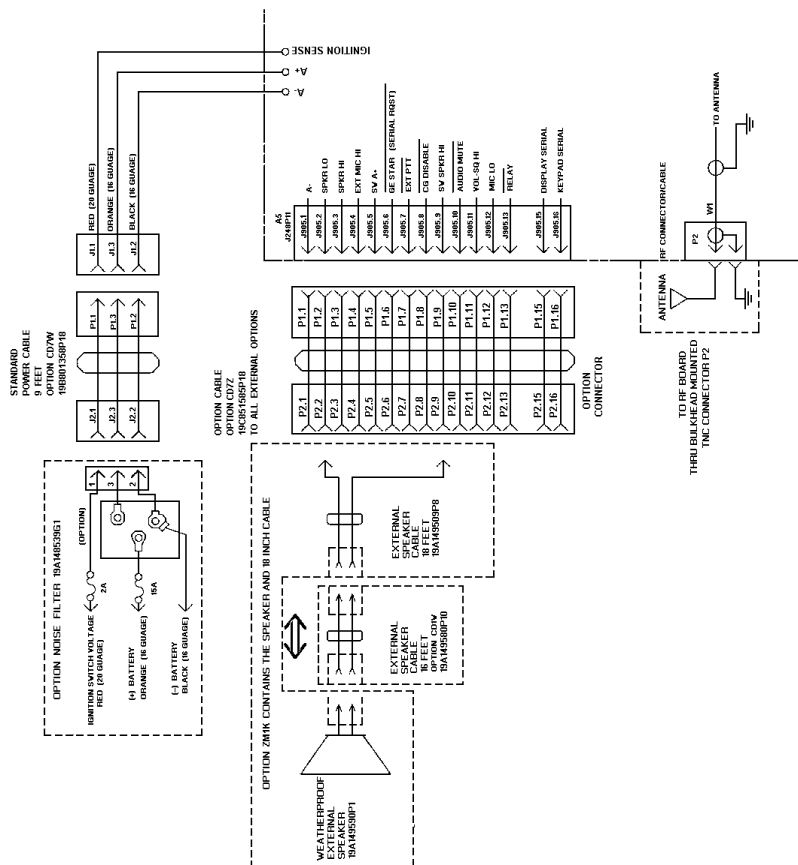 IGNITION SENSE
A+
A-
RED (20 GUAGE)
ORANGE (16 GUAGE)
BLACK (16 GUAGE)
J1.1
J1.3
J1.2
P1.1
P1.3
P1.2
STANDARD
POWER CABLE
9 FEET
OPTION CD7W
19B801358P18
J2.1
J2.3
J2.2
OPTION NOISE FILTER 19A148539G1
1
3
2
(OPTION)
2A
15A
IGNITION SWITCH VOLTAGE
RED (20 GUAGE)
(+) BATTERY
ORANGE (16 GUAGE)
(-) BATTERY
BLACK (16 GUAGE)
A5
J248P11
J905.1
J905.2
J905.3
J905.4
J905.5
J905.6
J905.7
J905.8
J905.9
J905.10
J905.11
J905.12
J905.13
J905.15
J905.16
A-
SPKR LO
SPKR HI
EXT MIC HI
SW A+
GE STAR (SERIAL RQST)
EXT PTT
CG DISABLE
SW SPKR HI
AUDIO MUTE
VOL-SQ HI
MIC LO
RELAY
DISPLAY SERIAL
KEYPAD SERIAL
P1.1
P1.2
P1.3
P1.4
P1.5
P1.6
P1.7
P1.8
P1.9
P1.10
P1.11
P1.12
P1.13
P1.15
P1.16
OPTION CABLE
OPTION CD7Z
19C851585P18
TO ALL EXTERNAL OPTIONS
P2.1
P2.2
P2.3
P2.4
P2.5
P2.6
P2.7
P2.8
P2.9
P2.10
P2.11
P2.12
P2.13
P2.15
P2.16
OPTION
CONNECTOR
OPTION ZM1K CONTAINS THE SPEAKER AND 18 INCH CABLE
EXTERNAL
SPEAKER
CABLE
18 FEET
19A149589P8
EXTERNAL
SPEAKER
CABLE
16 FEET
OPTION CD1V
19A149580P10
WEATHERPROOF
EXTERNAL
SPEAKER
19A149590P1
TO ANTENNA
W1
RF CONNECTOR/CABLE
P2
ANTENNA
TO RF BOARD
THRU BULKHEAD MOUNTED
TNC CONNECTOR P2